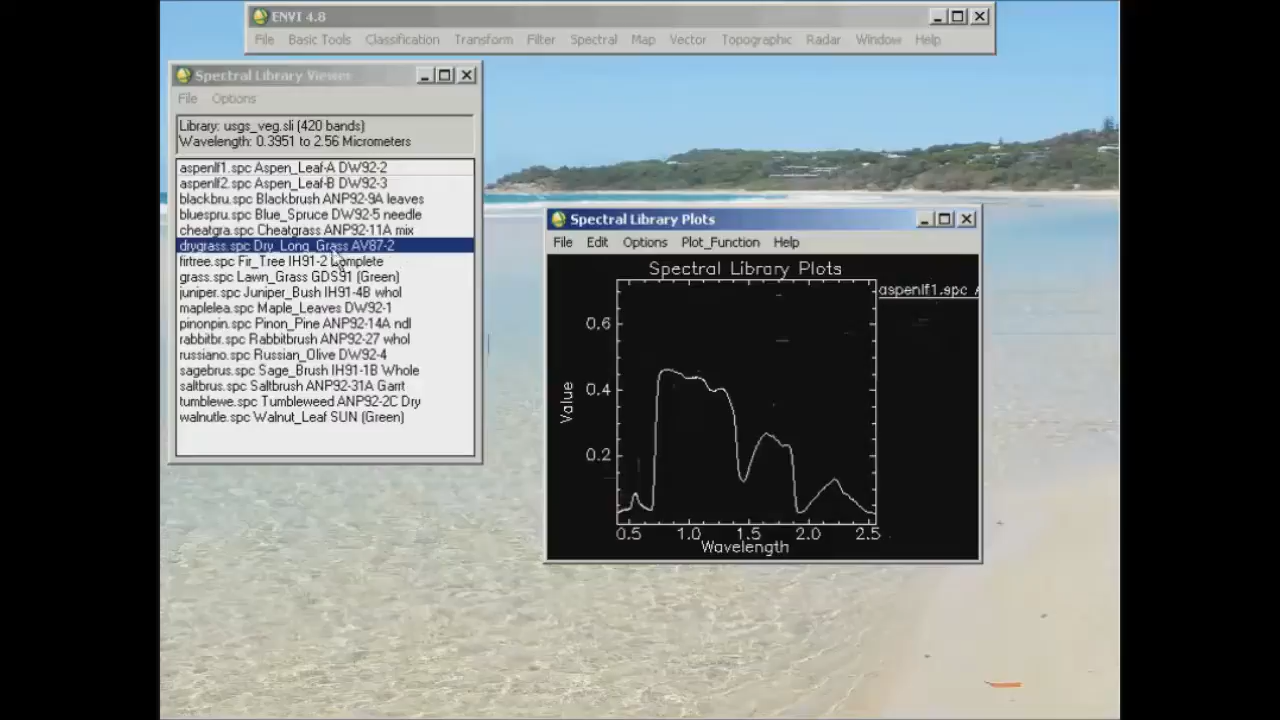 ENVI 4.8
File Basic Tools Classification Transform Filter Spectral Map Vector Topographic Radar Window Help
Spectral Library Viewer
File Options
Library: usgs_veg.sli (420 bands)
Wavelength: 0.3951 to 2.56 Micrometers
aspenlf1.spc Aspen_Leaf-A DW92-2
aspenlf2.spc Aspen_Leaf-B DW92-3
blackbru.spc Blackbrush ANP92-9A leaves
bluespru.spc Blue_Spruce DW92-5 needle
cheatgra.spc Cheatgrass ANP92-11A mix
drygrass.spc Dry_Long_Grass AV87-2
firtree.spc Fir_Tree IH91-2 Complete
grass.spc Lawn_Grass GDS91 (Green)
juniper.spc Juniper_Bush IH91-4B whol
maplelea.spc Maple_Leaves DW92-1
pinonpin.spc Pinon_Pine ANP92-14A ndl
rabbitbr.spc Rabbitbrush ANP92-27 whol
russiano.spc Russian_Olive DW92-4
sagebrus.spc Sage_Brush IH91-1B Whole
saltbrus.spc Saltbrush ANP92-31A Garrt
tumblewe.spc Tumbleweed ANP92-2C Dry
walnutle.spc Walnut_Leaf SUN (Green)
Spectral Library Plots
File Edit Options Plot_Function Help
Spectral Library Plots
aspenlf1.spc A
0.6
0.4
0.2
Value
0.5 1.0 1.5 2.0 2.5
Wavelength